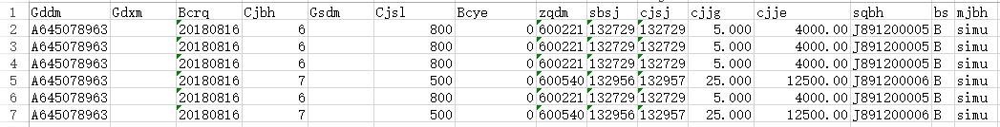 1 Gddm Gdxm Bcrq Cjbh Gsdm Cjsl Bcye zqdm sbsj cjsj cjjg cjje sqbh bs mjbh
2 A645078963 20180816 6 800 0 600221 132729 132729 5.000 4000.00 J891200005 B simu
3 A645078963 20180816 6 800 0 600221 132729 132729 5.000 4000.00 J891200005 B simu
4 A645078963 20180816 6 800 0 600221 132729 132729 5.000 4000.00 J891200005 B simu
5 A645078963 20180816 7 500 0 600540 132956 132957 25.000 12500.00 J891200006 B simu
6 A645078963 20180816 6 800 0 600221 132729 132729 5.000 4000.00 J891200005 B simu
7 A645078963 20180816 7 500 0 600540 132956 132957 25.000 12500.00 J891200006 B simu